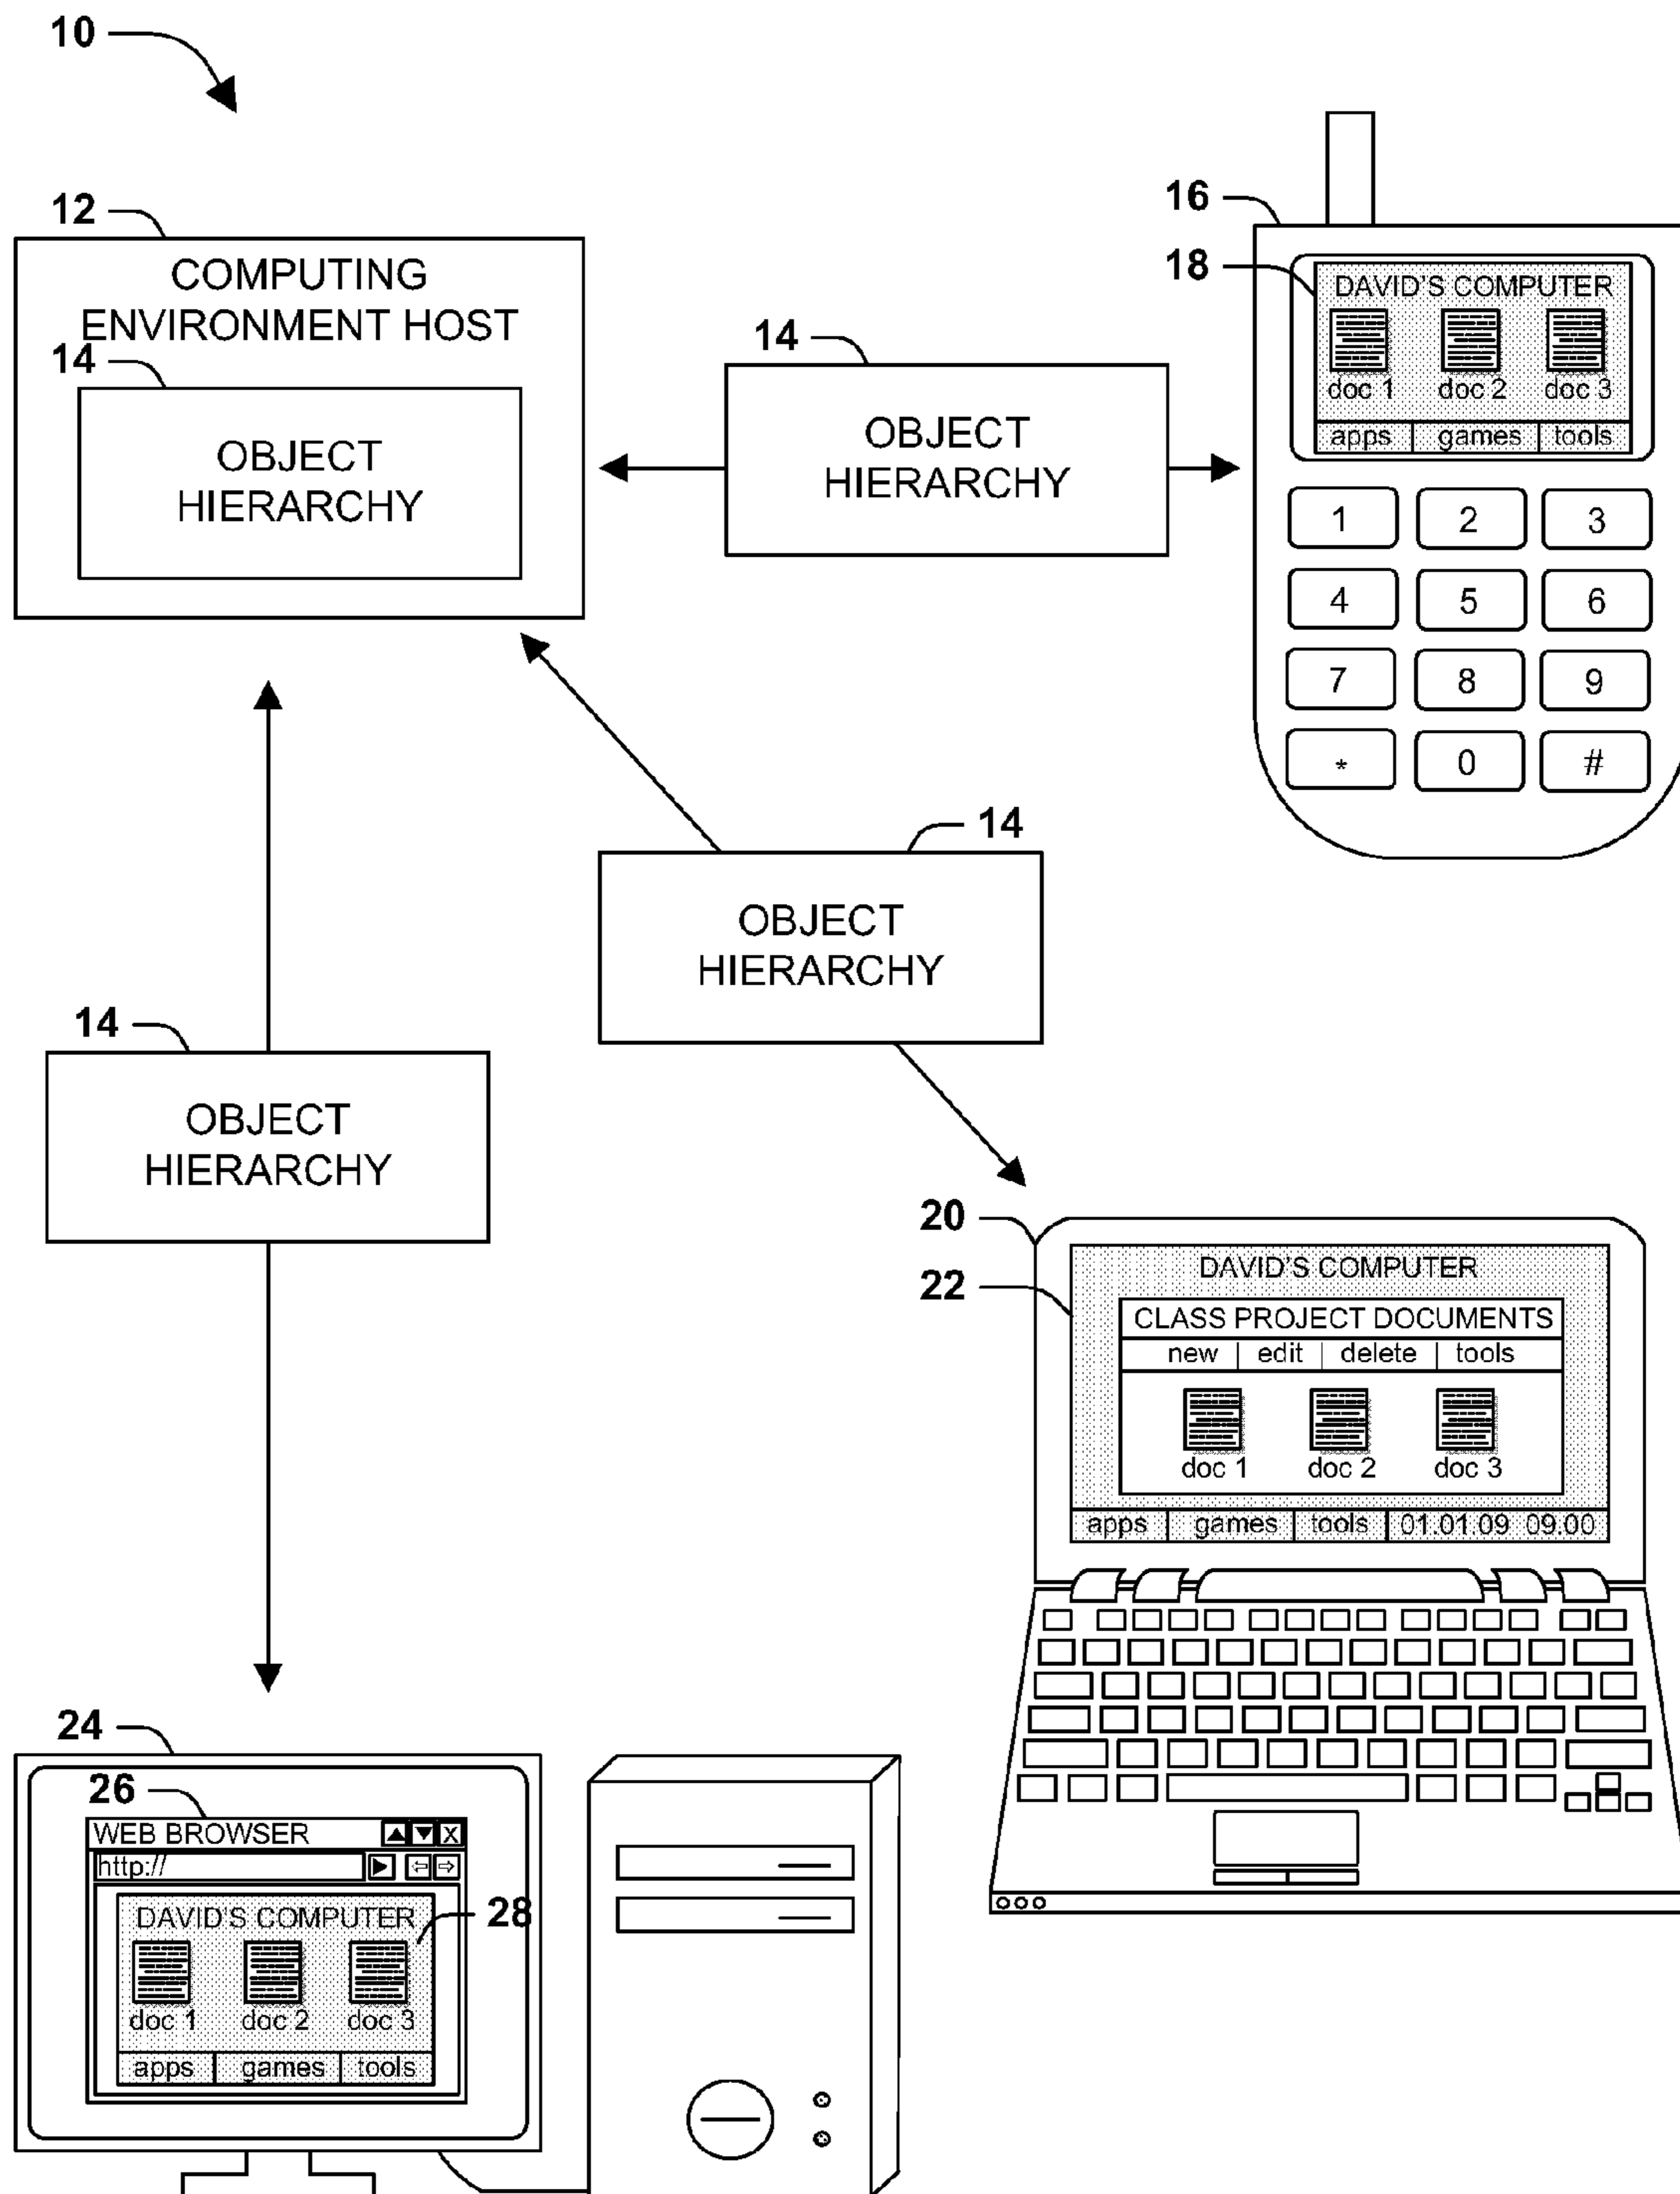 10
12
COMPUTING
ENVIRONMENT HOST
14
OBJECT
HIERARCHY
14
OBJECT
HIERARCHY
16
18
DAVID'S COMPUTER
doc 1 doc 2 doc 3
apps games tools
1 2 3
4 5 6
7 8 9
* 0 #
14
OBJECT
HIERARCHY
14
OBJECT
HIERARCHY
20
22
DAVID'S COMPUTER
CLASS PROJECT DOCUMENTS
new | edit | delete | tools
doc 1 doc 2 doc 3
apps games tools 01.01.09 09.00
24
26
WEB BROWSER X
http://
28
DAVID'S COMPUTER
doc 1 doc 2 doc 3
apps games tools